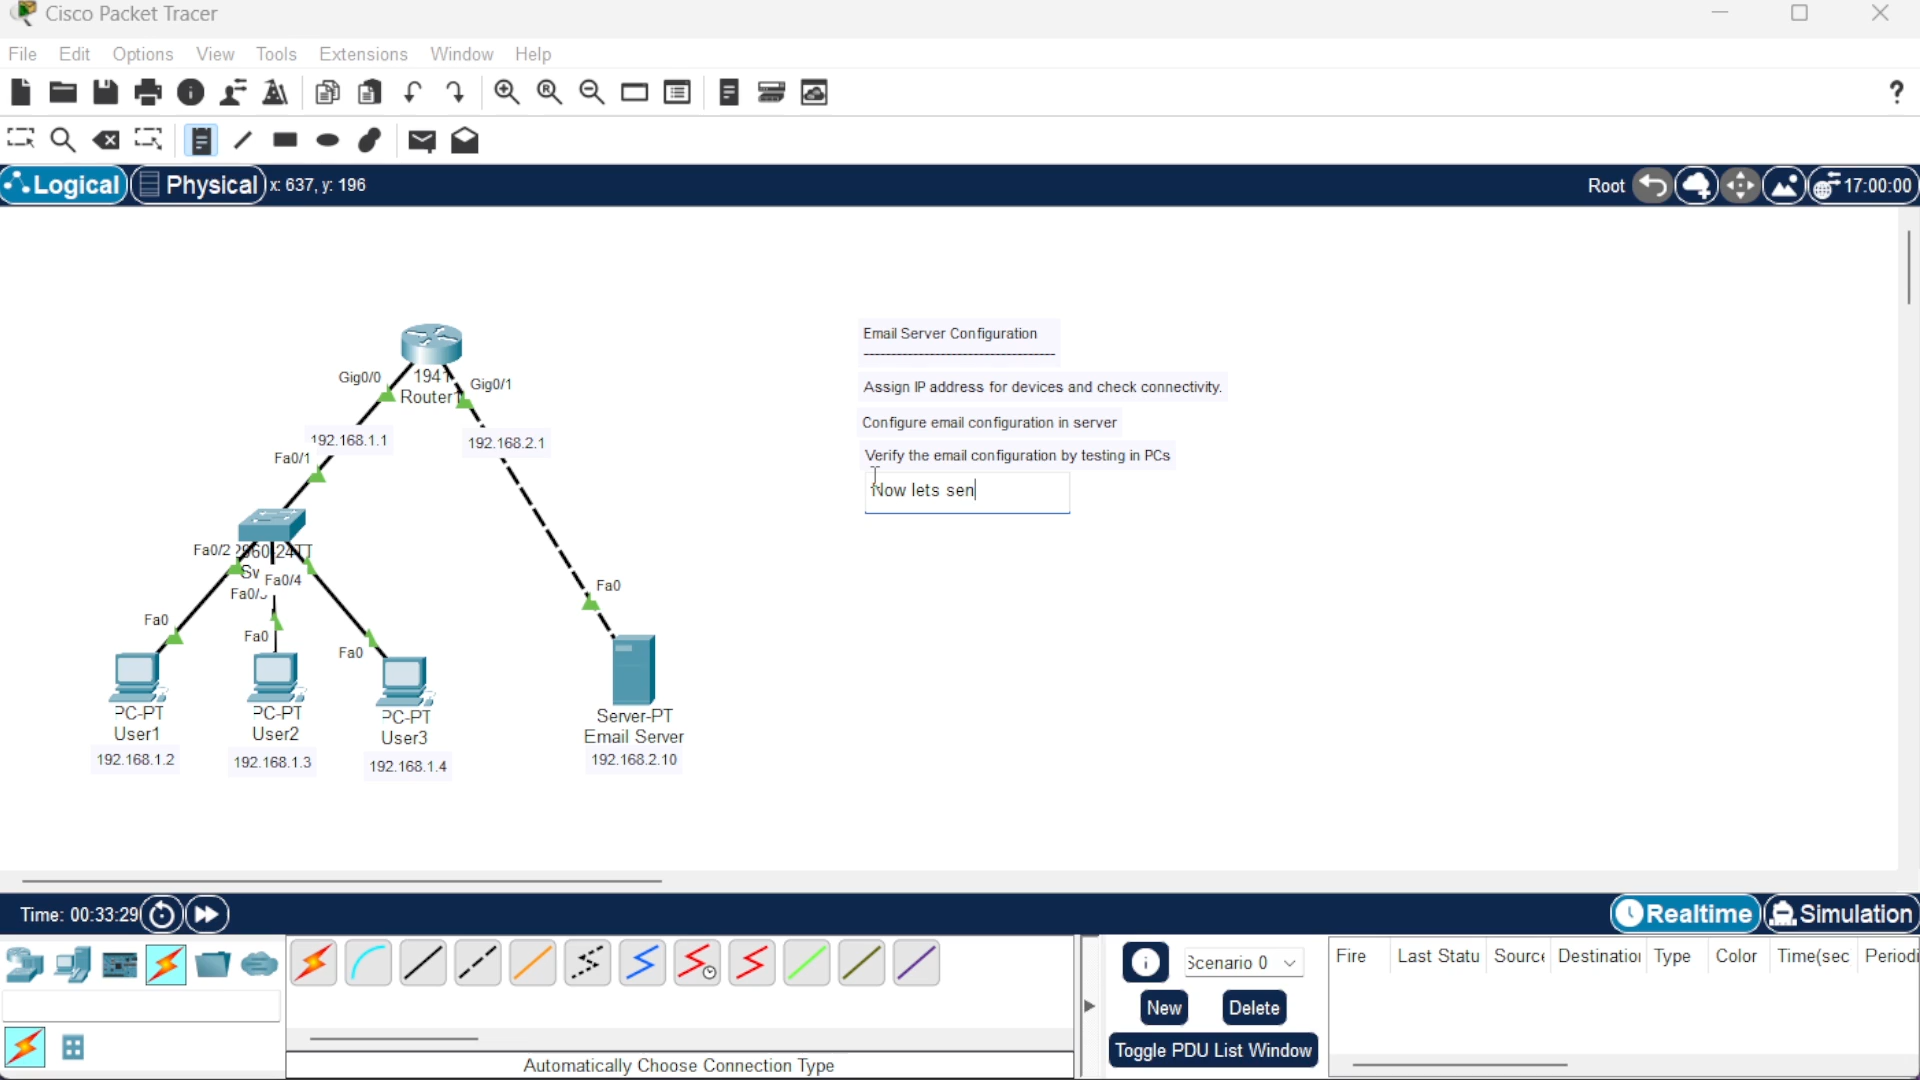 Cisco Packet Tracer
File Edit Options View Tools Extensions Window Help
?
Logical Physical x: 637, y: 196 Root 17:00:00
Email Server Configuration
-----------------------------------
Assign IP address for devices and check connectivity.
Configure email configuration in server
Verify the email configuration by testing in PCs
Now lets sen
Gig0/0 1941 Gig0/1
Router1
192.168.1.1 192.168.2.1
Fa0/1
Fa0/2 2960-24TT
Fa0/4
Fa0
Fa0 Fa0 Fa0
PC-PT PC-PT PC-PT Server-PT
User1 User2 User3 Email Server
192.168.1.2 192.168.1.3 192.168.1.4 192.168.2.10
Time: 00:33:29 Realtime Simulation
Scenario 0
New Delete
Toggle PDU List Window
Fire Last Statu Source Destination Type Color Time(sec Periodi
Automatically Choose Connection Type